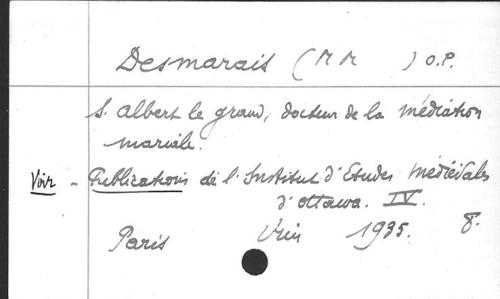 Desmarais (M M ) O.P.
S. Albert le grand, docteur de la médiation
mariale.
Voir - Publications de l'Institut d'Etudes médiévales
d'Ottawa. IV.
Paris Vrin 1935. 8.